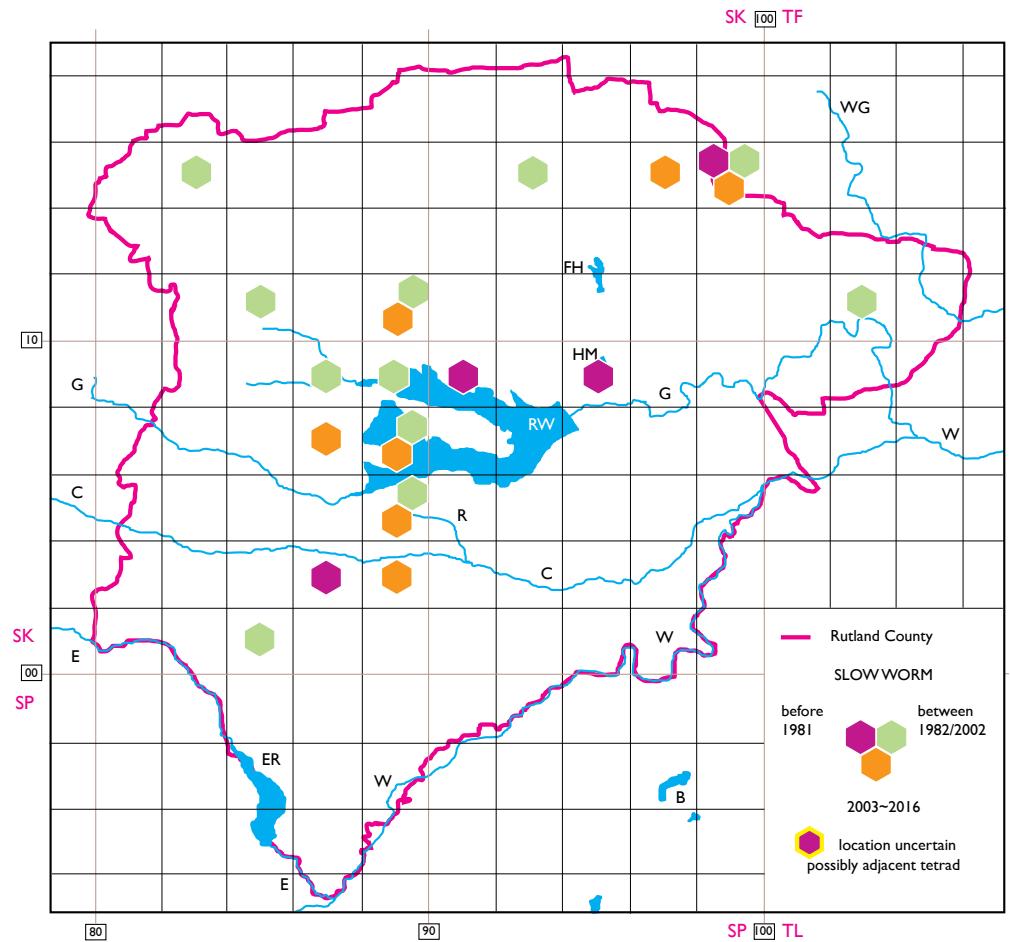 SK 100 TF
WG
FH
10
HM
G
G
RW
W
C
R
C
SK
E
W
Rutland County
00
SLOW WORM
SP
before
1981
between
1982/2002
ER
W
B
2003~2016
location uncertain
possibly adjacent tetrad
E
80
90
SP 100 TL